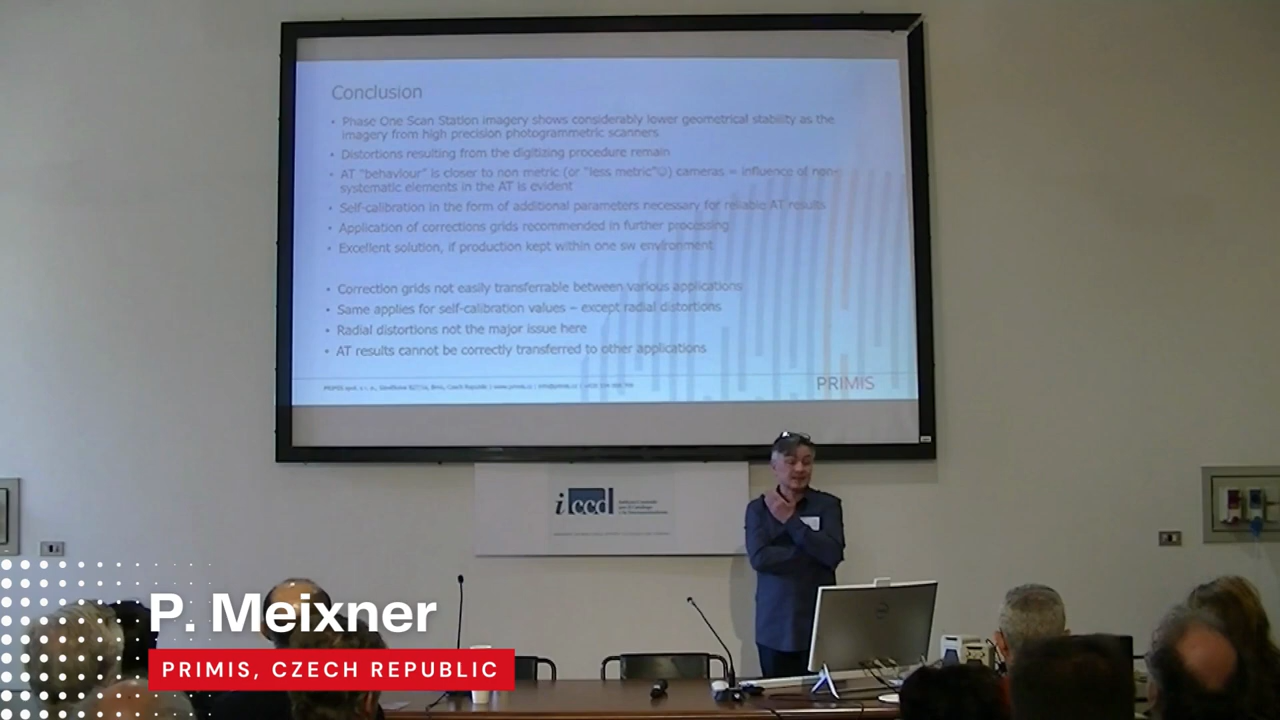 Conclusion
• Phase One Scan Station imagery shows considerably lower geometrical stability as the
imagery from high precision photogrammetric scanners
• Distortions resulting from the digitizing procedure remain
• AT "behaviour" is closer to non metric (or "less metric"☺) cameras = influence of non-
systematic elements in the AT is evident
• Self-calibration in the form of additional parameters necessary for reliable AT results
• Application of corrections grids recommended in further processing
• Excellent solution, if production kept within one sw environment
• Correction grids not easily transferrable between various applications
• Same applies for self-calibration values – except radial distortions
• Radial distortions not the major issue here
• AT results cannot be correctly transferred to other applications
PRIMIS
iccd
P. Meixner
PRIMIS, CZECH REPUBLIC